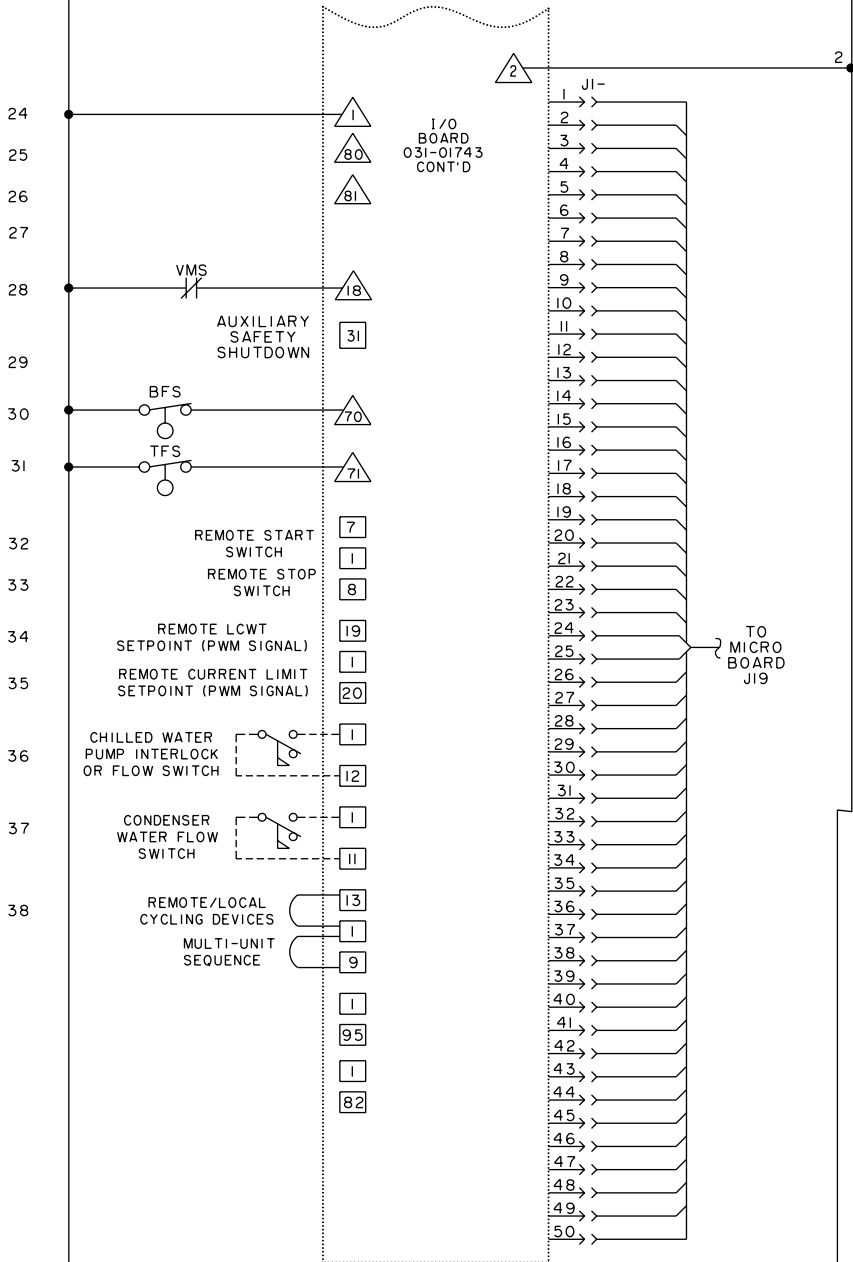 2
2
J1-
24
1
I/O
BOARD
031-01743
CONT'D
25
80
26
81
27
28
VMS
18
AUXILIARY
SAFETY
SHUTDOWN
31
29
30
BFS
70
31
TFS
71
32
REMOTE START
SWITCH
7
1
33
REMOTE STOP
SWITCH
8
34
REMOTE LCWT
SETPOINT (PWM SIGNAL)
19
1
35
REMOTE CURRENT LIMIT
SETPOINT (PWM SIGNAL)
20
36
CHILLED WATER
PUMP INTERLOCK
OR FLOW SWITCH
1
12
37
CONDENSER
WATER FLOW
SWITCH
1
11
38
REMOTE/LOCAL
CYCLING DEVICES
13
1
MULTI-UNIT
SEQUENCE
9
1
95
1
82
1
2
3
4
5
6
7
8
9
10
11
12
13
14
15
16
17
18
19
20
21
22
23
24
25
26
27
28
29
30
31
32
33
34
35
36
37
38
39
40
41
42
43
44
45
46
47
48
49
50
TO
MICRO
BOARD
J19